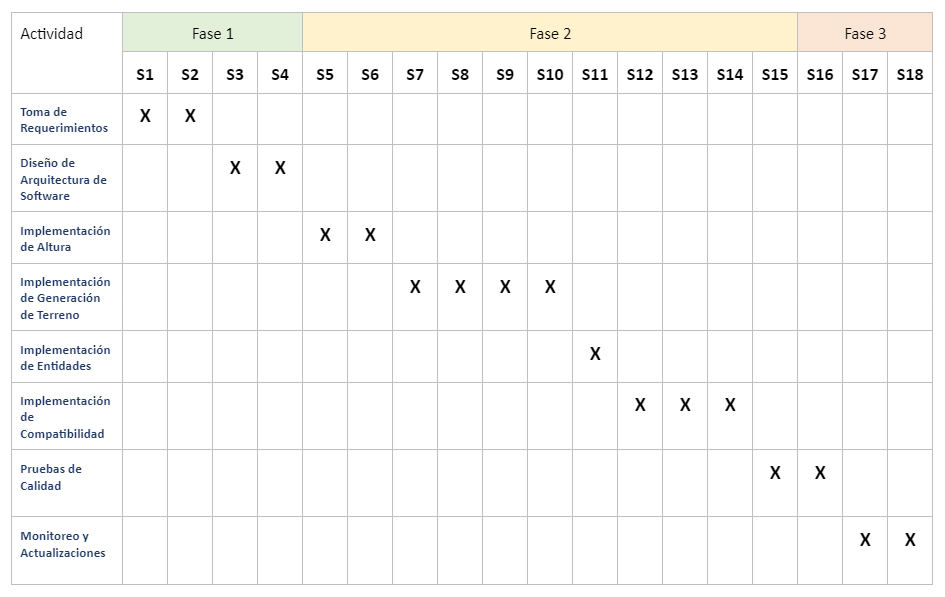 Actividad Fase 1 Fase 2 Fase 3
S1 S2 S3 S4 S5 S6 S7 S8 S9 S10 S11 S12 S13 S14 S15 S16 S17 S18
Toma de
Requerimientos
X X
Diseño de
Arquitectura de
Software
X X
Implementación
de Altura
X X
Implementación
de Generación
de Terreno
X X X X
Implementación
de Entidades
X
Implementación
de
Compatibilidad
X X X
Pruebas de
Calidad
X X
Monitoreo y
Actualizaciones
X X